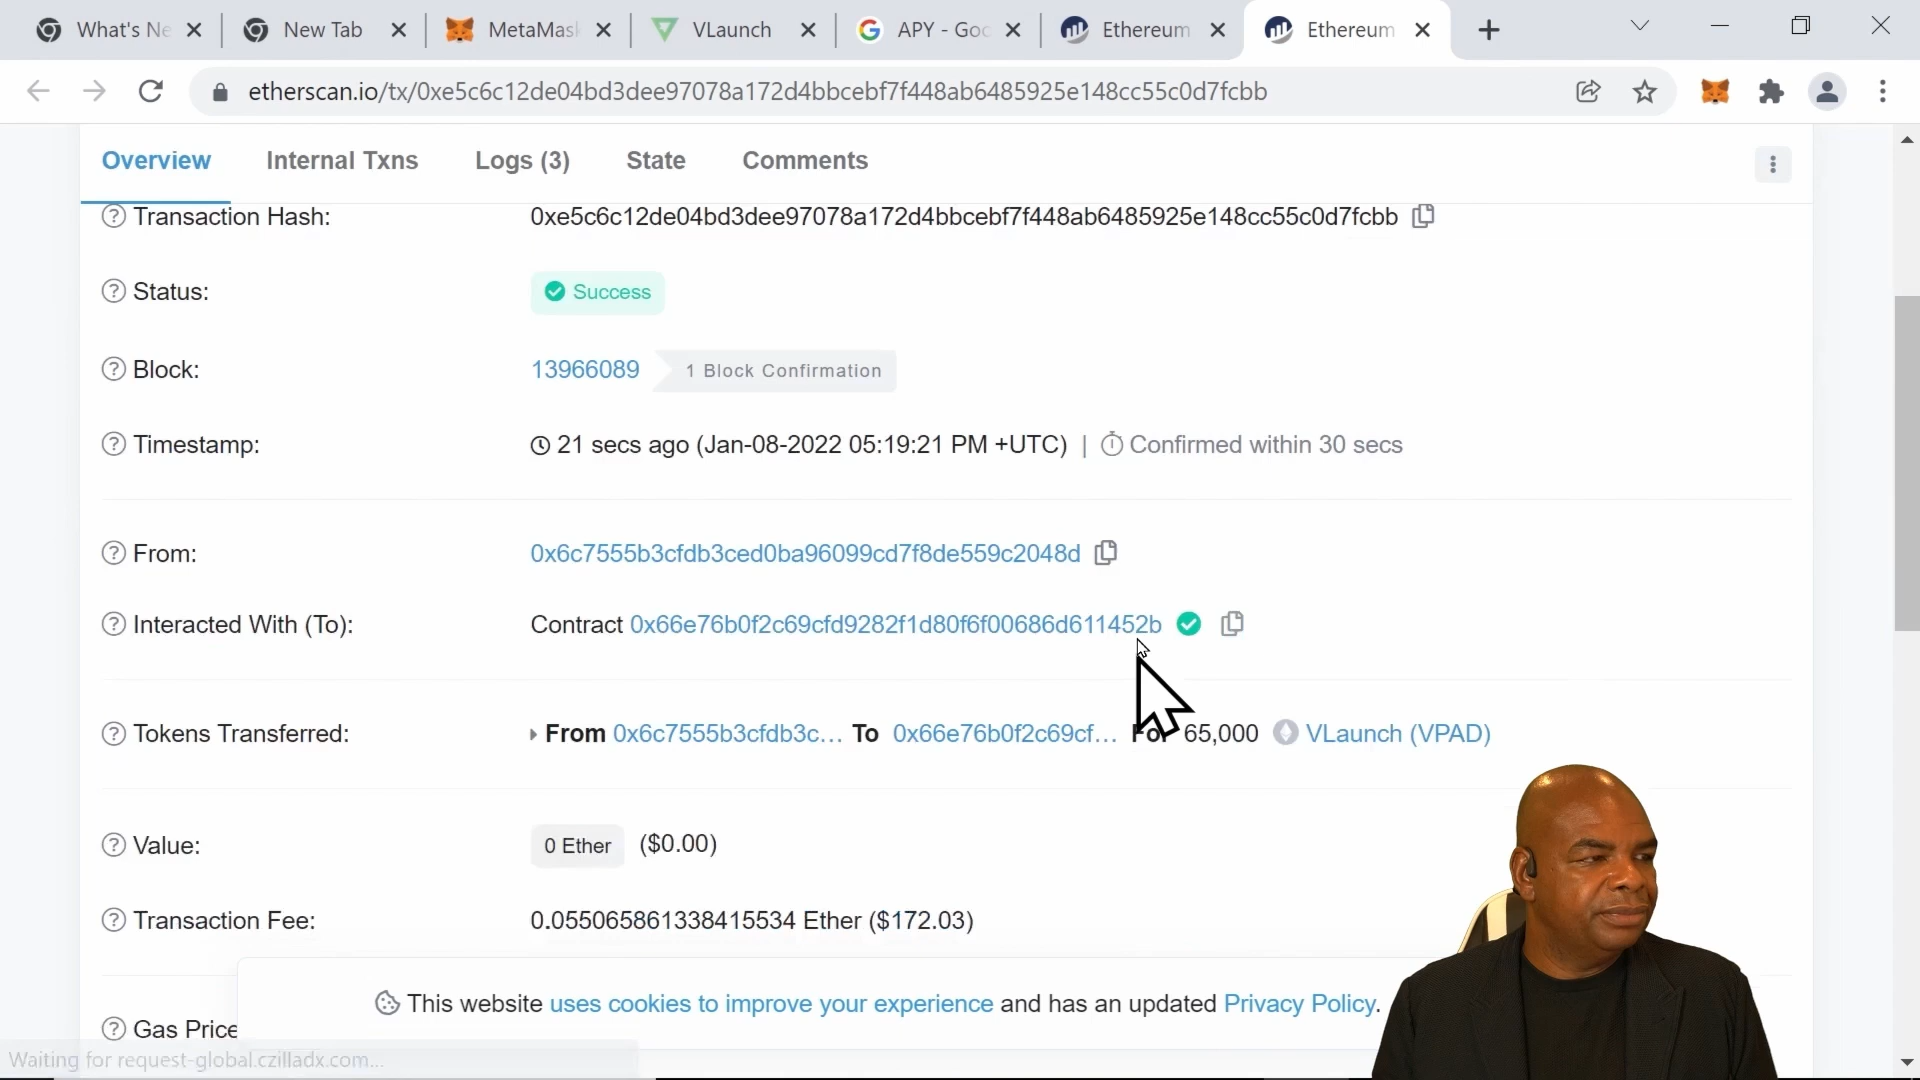 What's Ne
New Tab
MetaMask
VLaunch
APY - Goo
Ethereum
Ethereum
etherscan.io/tx/0xe5c6c12de04bd3dee97078a172d4bbcebf7f448ab6485925e148cc55c0d7fcbb
Overview Internal Txns Logs (3) State Comments
Transaction Hash: 0xe5c6c12de04bd3dee97078a172d4bbcebf7f448ab6485925e148cc55c0d7fcbb
Status: Success
Block: 13966089 1 Block Confirmation
Timestamp: 21 secs ago (Jan-08-2022 05:19:21 PM +UTC) | Confirmed within 30 secs
From: 0x6c7555b3cfdb3ced0ba96099cd7f8de559c2048d
Interacted With (To): Contract 0x66e76b0f2c69cfd9282f1d80f6f00686d611452b
Tokens Transferred: From 0x6c7555b3cfdb3c... To 0x66e76b0f2c69cf... For 65,000 VLaunch (VPAD)
Value: 0 Ether ($0.00)
Transaction Fee: 0.055065861338415534 Ether ($172.03)
This website uses cookies to improve your experience and has an updated Privacy Policy.
Gas Price
Waiting for request-global.czilladx.com...